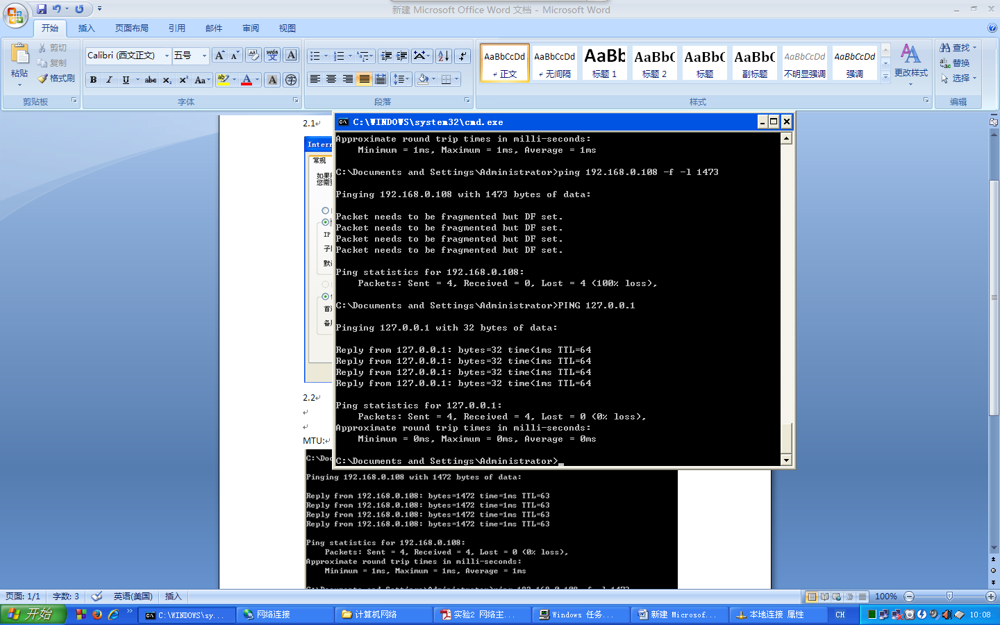 新建 Microsoft Office Word 文档 - Microsoft Word
开始 插入 页面布局 引用 邮件 审阅 视图
粘贴 剪切 复制 格式刷
Calibri (西文正文) 五号
AaBbCcDd AaBbCcDd AaBb AaBbC AaBbC AaBbC AaBbCcDd AaBbCcDd
正文 无间隔 标题 1 标题 2 标题 副标题 不明显强调 强调
更改样式
查找
替换
选择
剪贴板 字体 段落 样式 编辑
2.1
常规
IP
2.2
MTU:
C:\WINDOWS\system32\cmd.exe
Approximate round trip times in milli-seconds:
    Minimum = 1ms, Maximum = 1ms, Average = 1ms
C:\Documents and Settings\Administrator>ping 192.168.0.108 -f -l 1473
Pinging 192.168.0.108 with 1473 bytes of data:
Packet needs to be fragmented but DF set.
Packet needs to be fragmented but DF set.
Packet needs to be fragmented but DF set.
Packet needs to be fragmented but DF set.
Ping statistics for 192.168.0.108:
    Packets: Sent = 4, Received = 0, Lost = 4 (100% loss),
C:\Documents and Settings\Administrator>PING 127.0.0.1
Pinging 127.0.0.1 with 32 bytes of data:
Reply from 127.0.0.1: bytes=32 time<1ms TTL=64
Reply from 127.0.0.1: bytes=32 time<1ms TTL=64
Reply from 127.0.0.1: bytes=32 time<1ms TTL=64
Reply from 127.0.0.1: bytes=32 time<1ms TTL=64
Ping statistics for 127.0.0.1:
    Packets: Sent = 4, Received = 4, Lost = 0 (0% loss),
Approximate round trip times in milli-seconds:
    Minimum = 0ms, Maximum = 0ms, Average = 0ms
C:\Documents and Settings\Administrator>
Pinging 192.168.0.108 with 1472 bytes of data:
Reply from 192.168.0.108: bytes=1472 time=1ms TTL=63
Reply from 192.168.0.108: bytes=1472 time=1ms TTL=63
Reply from 192.168.0.108: bytes=1472 time=1ms TTL=63
Reply from 192.168.0.108: bytes=1472 time=1ms TTL=63
Ping statistics for 192.168.0.108:
    Packets: Sent = 4, Received = 4, Lost = 0 (0% loss),
Approximate round trip times in milli-seconds:
    Minimum = 1ms, Maximum = 1ms, Average = 1ms
页面: 1/1 字数: 3 英语(美国) 插入 100%
开始 C:\WINDOWS\sy... 网络连接 计算机网络 实验2 网络主... Windows 任务... 新建 Microsof... 本地连接 属性 CH 10:08